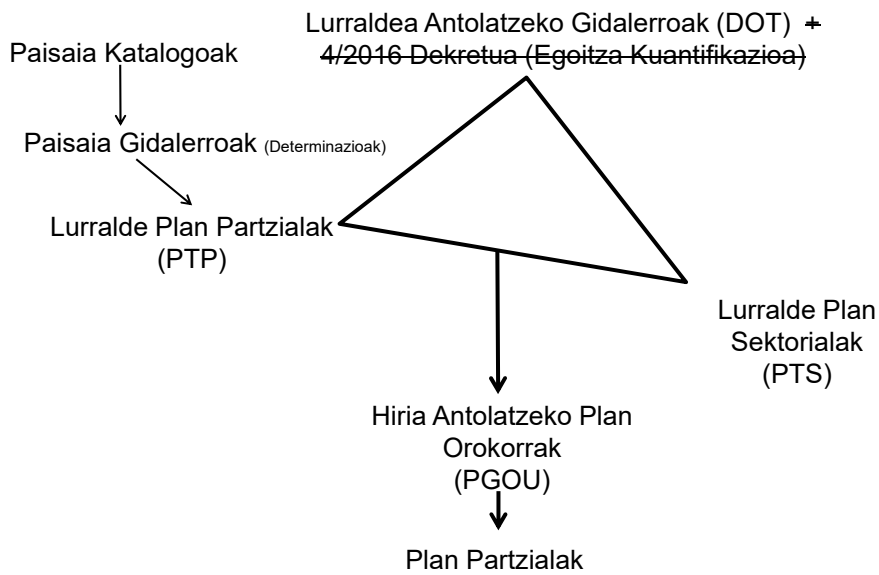 Lurraldea Antolatzeko Gidalerroak (DOT) +
4/2016 Dekretua (Egoitza Kuantifikazioa)
Paisaia Katalogoak
Paisaia Gidalerroak (Determinazioak)
Lurralde Plan Partzialak
(PTP)
Lurralde Plan
Sektorialak
(PTS)
Hiria Antolatzeko Plan
Orokorrak
(PGOU)
Plan Partzialak